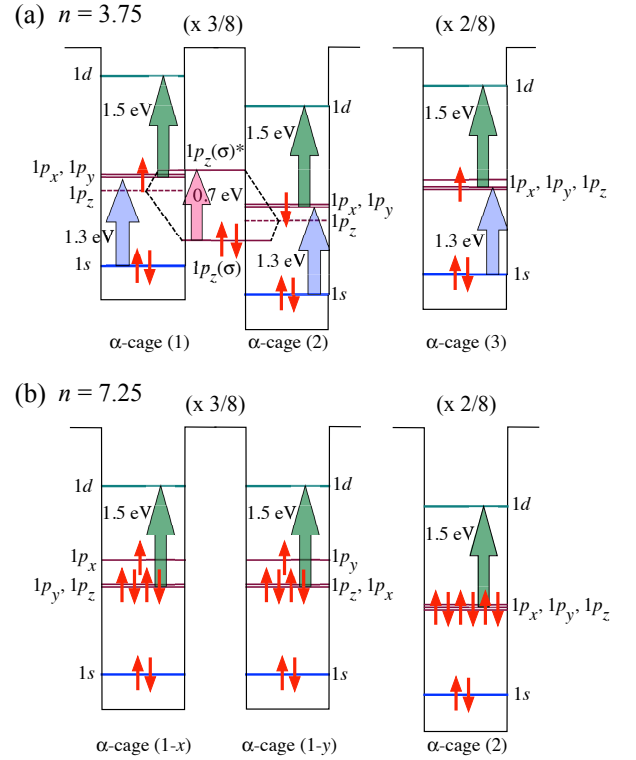 (a) n = 3.75
(x 3/8)
(x 2/8)
1d
1d
1d
1.5 eV
1.5 eV
1.5 eV
1pz(σ)*
1px, 1py
1pz
0.7 eV
1px, 1py
1pz
1px, 1py, 1pz
1.3 eV
1.3 eV
1.3 eV
1s
1pz(σ)
1s
1s
α-cage (1)
α-cage (2)
α-cage (3)
(b) n = 7.25
(x 3/8)
(x 2/8)
1d
1d
1d
1.5 eV
1.5 eV
1.5 eV
1px
1py
1py, 1pz
1pz, 1px
1px, 1py, 1pz
1s
1s
1s
α-cage (1-x)
α-cage (1-y)
α-cage (2)